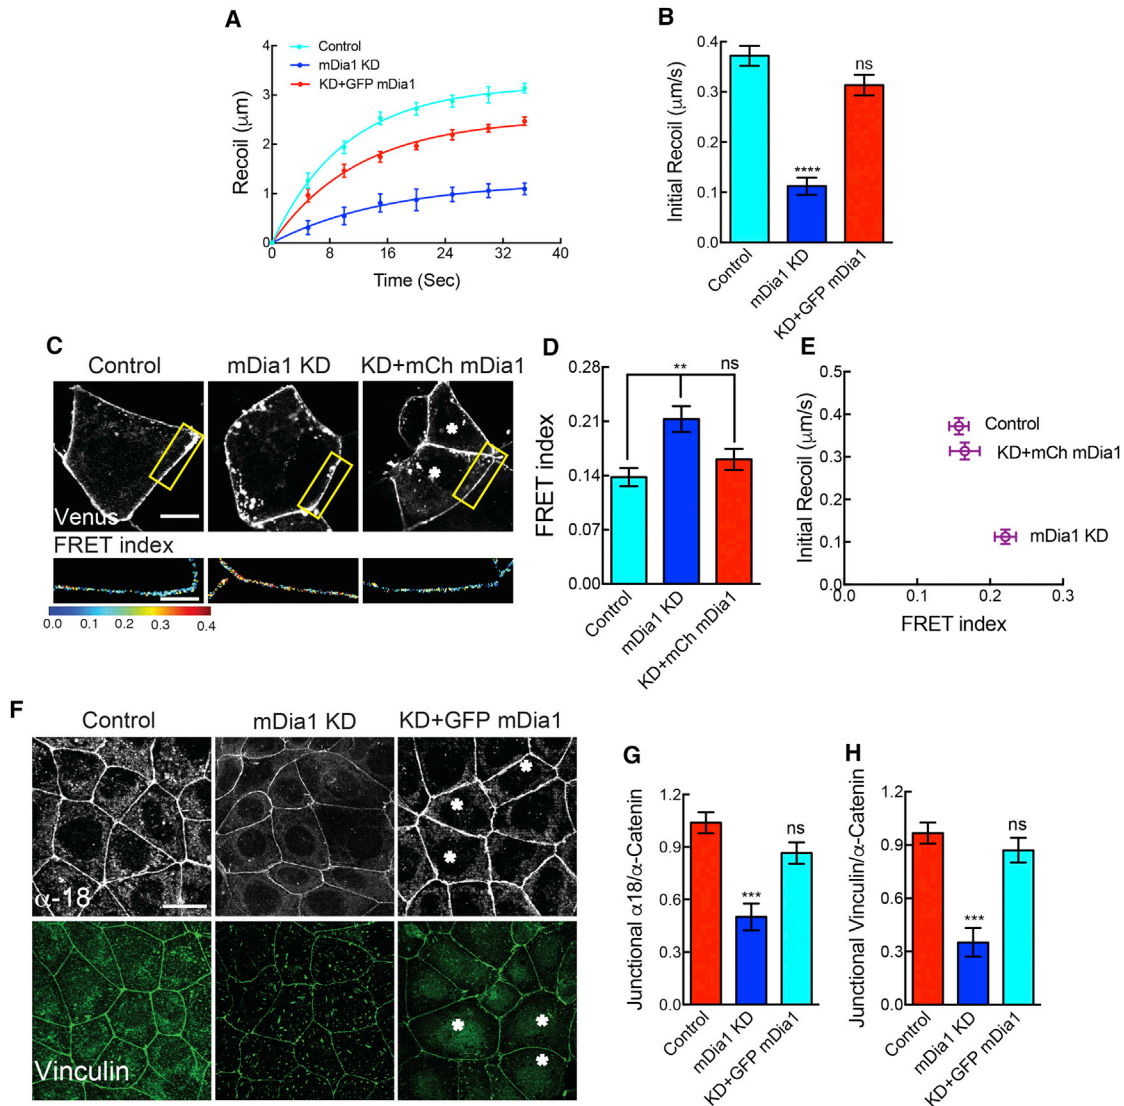 A
Control
mDia1 KD
KD+GFP mDia1
Recoil (μm)
4
3
2
1
0
0 8 16 24 32 40
Time (Sec)
B
Initial Recoil (μm/s)
0.4
0.3
0.2
0.1
0.0
****
ns
Control
mDia1 KD
KD+GFP mDia1
C
Control
mDia1 KD
KD+mCh mDia1
Venus
FRET index
0.0 0.1 0.2 0.3 0.4
D
FRET index
0.28
0.21
0.14
0.07
0.00
**
ns
Control
mDia1 KD
KD+mCh mDia1
E
Initial Recoil (μm/s)
0.5
0.4
0.3
0.2
0.1
0.0
Control
KD+mCh mDia1
mDia1 KD
0.0 0.1 0.2 0.3
FRET index
F
Control
mDia1 KD
KD+GFP mDia1
α-18
Vinculin
G
Junctional α18/α-Catenin
1.2
0.9
0.6
0.3
0.0
***
ns
Control
mDia1 KD
KD+GFP mDia1
H
Junctional Vinculin/α-Catenin
1.2
0.9
0.6
0.3
0.0
***
ns
Control
mDia1 KD
KD+GFP mDia1